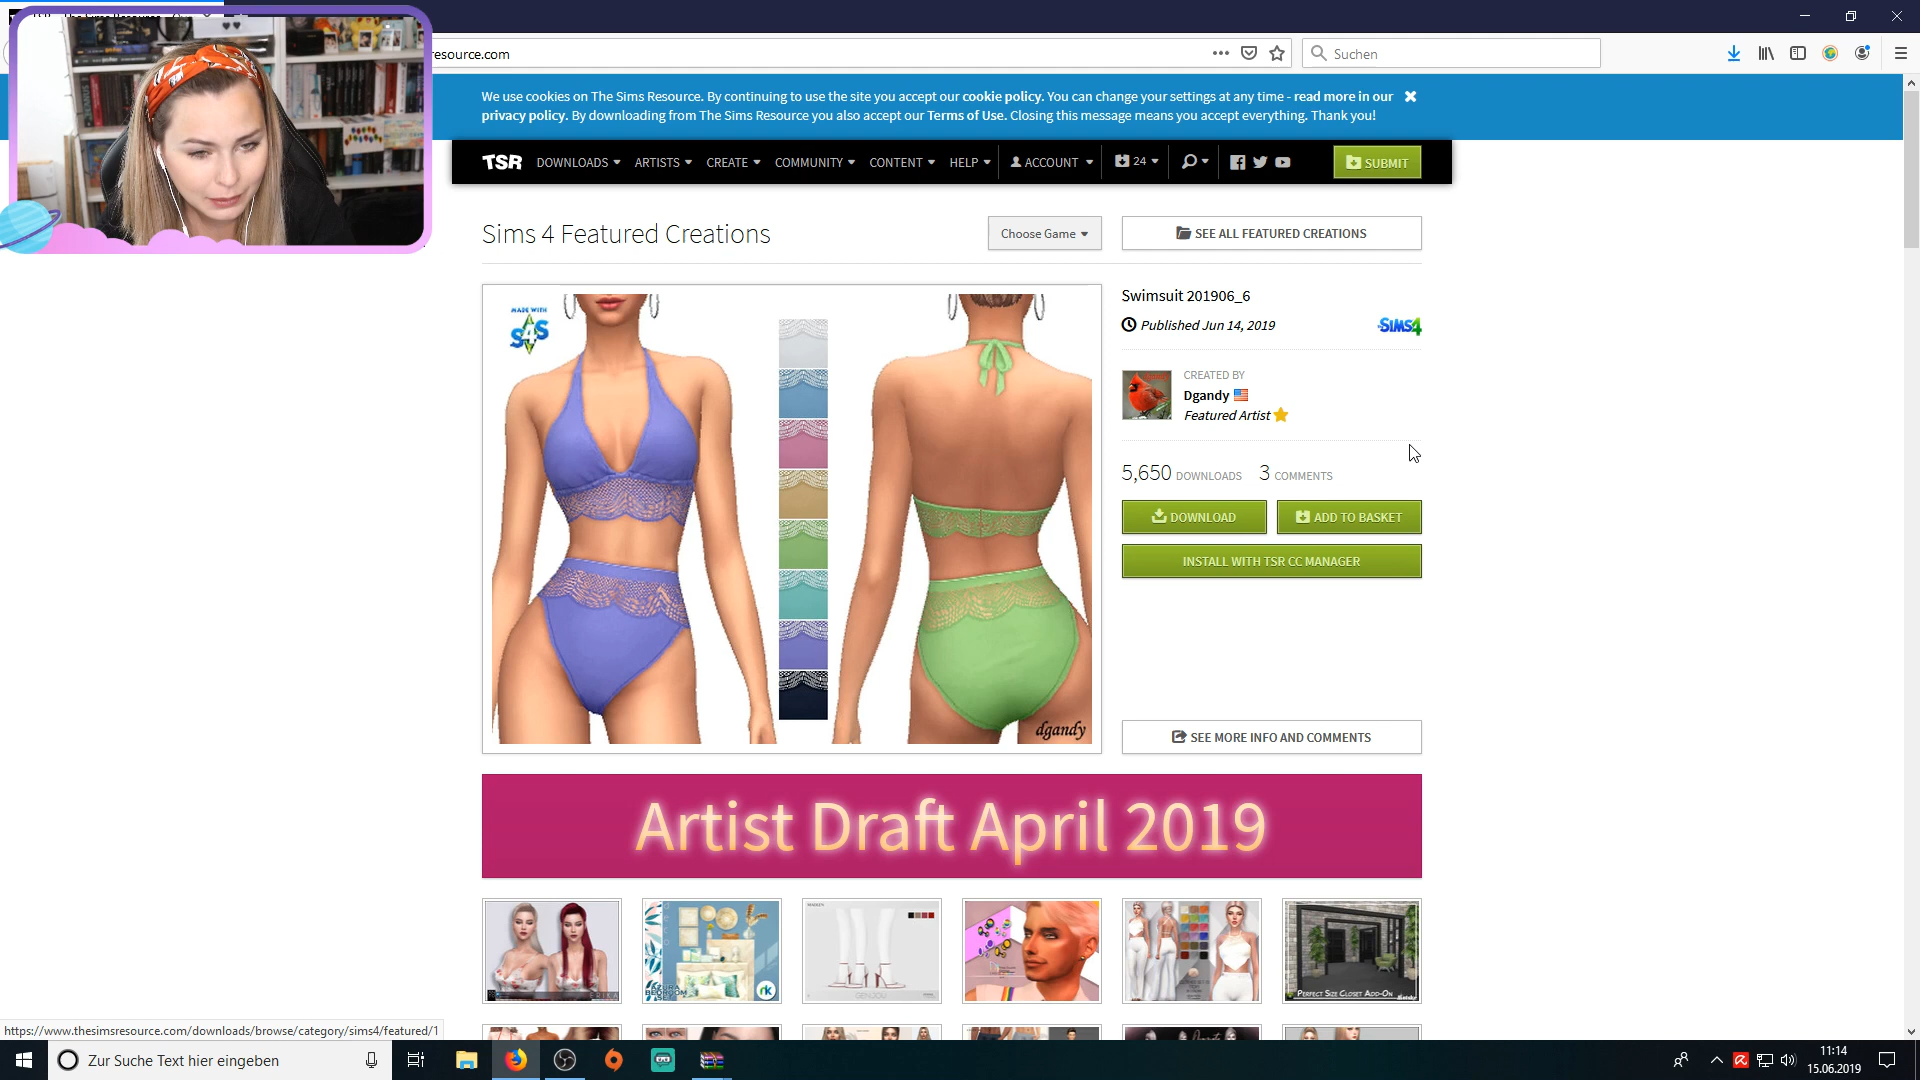 esource.com
Suchen
We use cookies on The Sims Resource. By continuing to use the site you accept our cookie policy. You can change your settings at any time - read more in our
privacy policy. By downloading from The Sims Resource you also accept our Terms of Use. Closing this message means you accept everything. Thank you!
TSR DOWNLOADS ARTISTS CREATE COMMUNITY CONTENT HELP ACCOUNT 24 SUBMIT
Sims 4 Featured Creations
Choose Game
SEE ALL FEATURED CREATIONS
MADE WITH
S4S
dgandy
Swimsuit 201906_6
Published Jun 14, 2019
SIMS4
CREATED BY
Dgandy
Featured Artist
5,650 DOWNLOADS 3 COMMENTS
DOWNLOAD
ADD TO BASKET
INSTALL WITH TSR CC MANAGER
SEE MORE INFO AND COMMENTS
Artist Draft April 2019
BEDROOM SET
rk
PERFECT SIZE CLOSET ADD-ON
https://www.thesimsresource.com/downloads/browse/category/sims4/featured/1
Zur Suche Text hier eingeben
11:14
15.06.2019